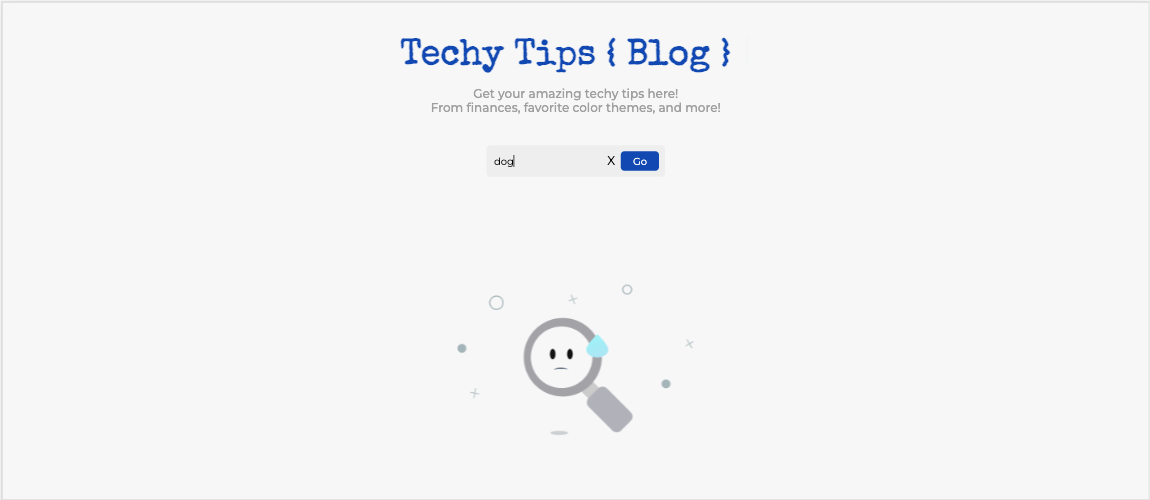 Techy Tips { Blog }
Get your amazing techy tips here!
From finances, favorite color themes, and more!
dog X Go